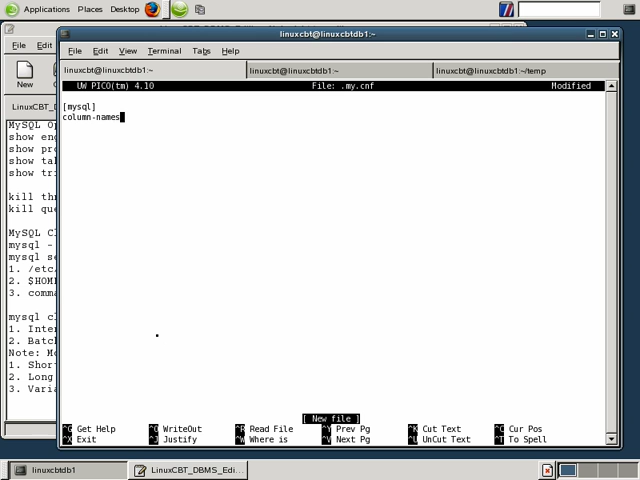 Applications Places Desktop
linuxcbt@linuxcbtdb1:~
File Edit
File Edit View Terminal Tabs Help
linuxcbt@linuxcbtdb1:~ linuxcbt@linuxcbtdb1:~ linuxcbt@linuxcbtdb1:~/temp
New
UW PICO(tm) 4.10 File: .my.cnf Modified
LinuxCBT_D
[mysql]
column-names
MySQL Op
show eng
show pro
show tal
show tri
kill thr
kill que
MySQL Cl
mysql -
mysql se
1. /etc.
2. $HOM
3. comma
mysql cl
1. Inter
2. Batch
Note: Mo
1. Short
2. Long
3. Varia
[ New file ]
^G Get Help ^O WriteOut ^R Read File ^Y Prev Pg ^K Cut Text ^C Cur Pos
^X Exit ^J Justify ^W Where is ^V Next Pg ^U UnCut Text ^T To Spell
linuxcbtdb1 LinuxCBT_DBMS_Edi...